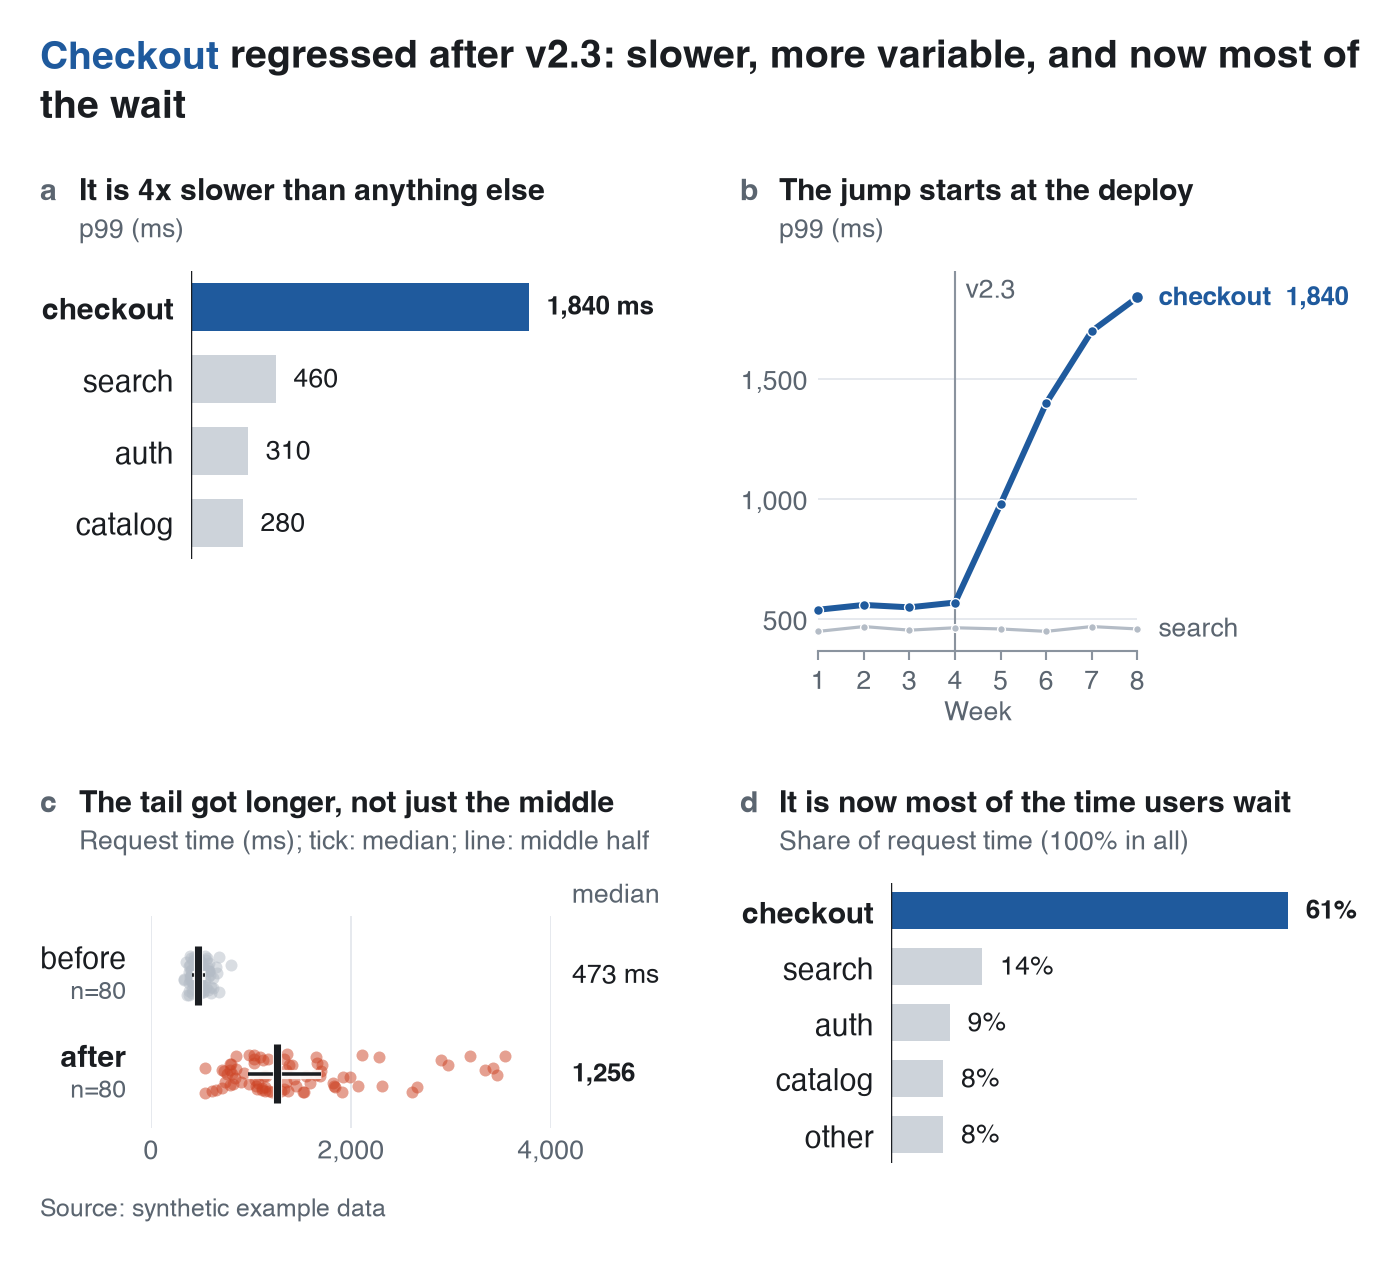 Checkout regressed after v2.3: slower, more variable, and now most of
the wait
a It is 4x slower than anything else
p99 (ms)
checkout 1,840 ms
search 460
auth 310
catalog 280
b The jump starts at the deploy
p99 (ms)
v2.3
checkout 1,840
1,500
1,000
500
search
1 2 3 4 5 6 7 8
Week
c The tail got longer, not just the middle
Request time (ms); tick: median; line: middle half
median
before
n=80
473 ms
after
n=80
1,256
0 2,000 4,000
d It is now most of the time users wait
Share of request time (100% in all)
checkout 61%
search 14%
auth 9%
catalog 8%
other 8%
Source: synthetic example data